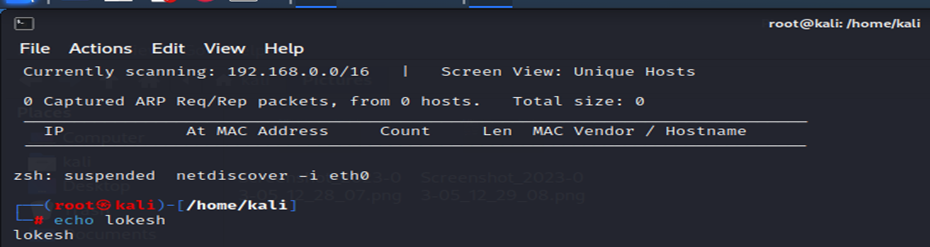 root@kali: /home/kali
File Actions Edit View Help
Currently scanning: 192.168.0.0/16 | Screen View: Unique Hosts
0 Captured ARP Req/Rep packets, from 0 hosts. Total size: 0
IP At MAC Address Count Len MAC Vendor / Hostname
zsh: suspended netdiscover -i eth0
(root㉿kali)-[/home/kali]
# echo lokesh
lokesh